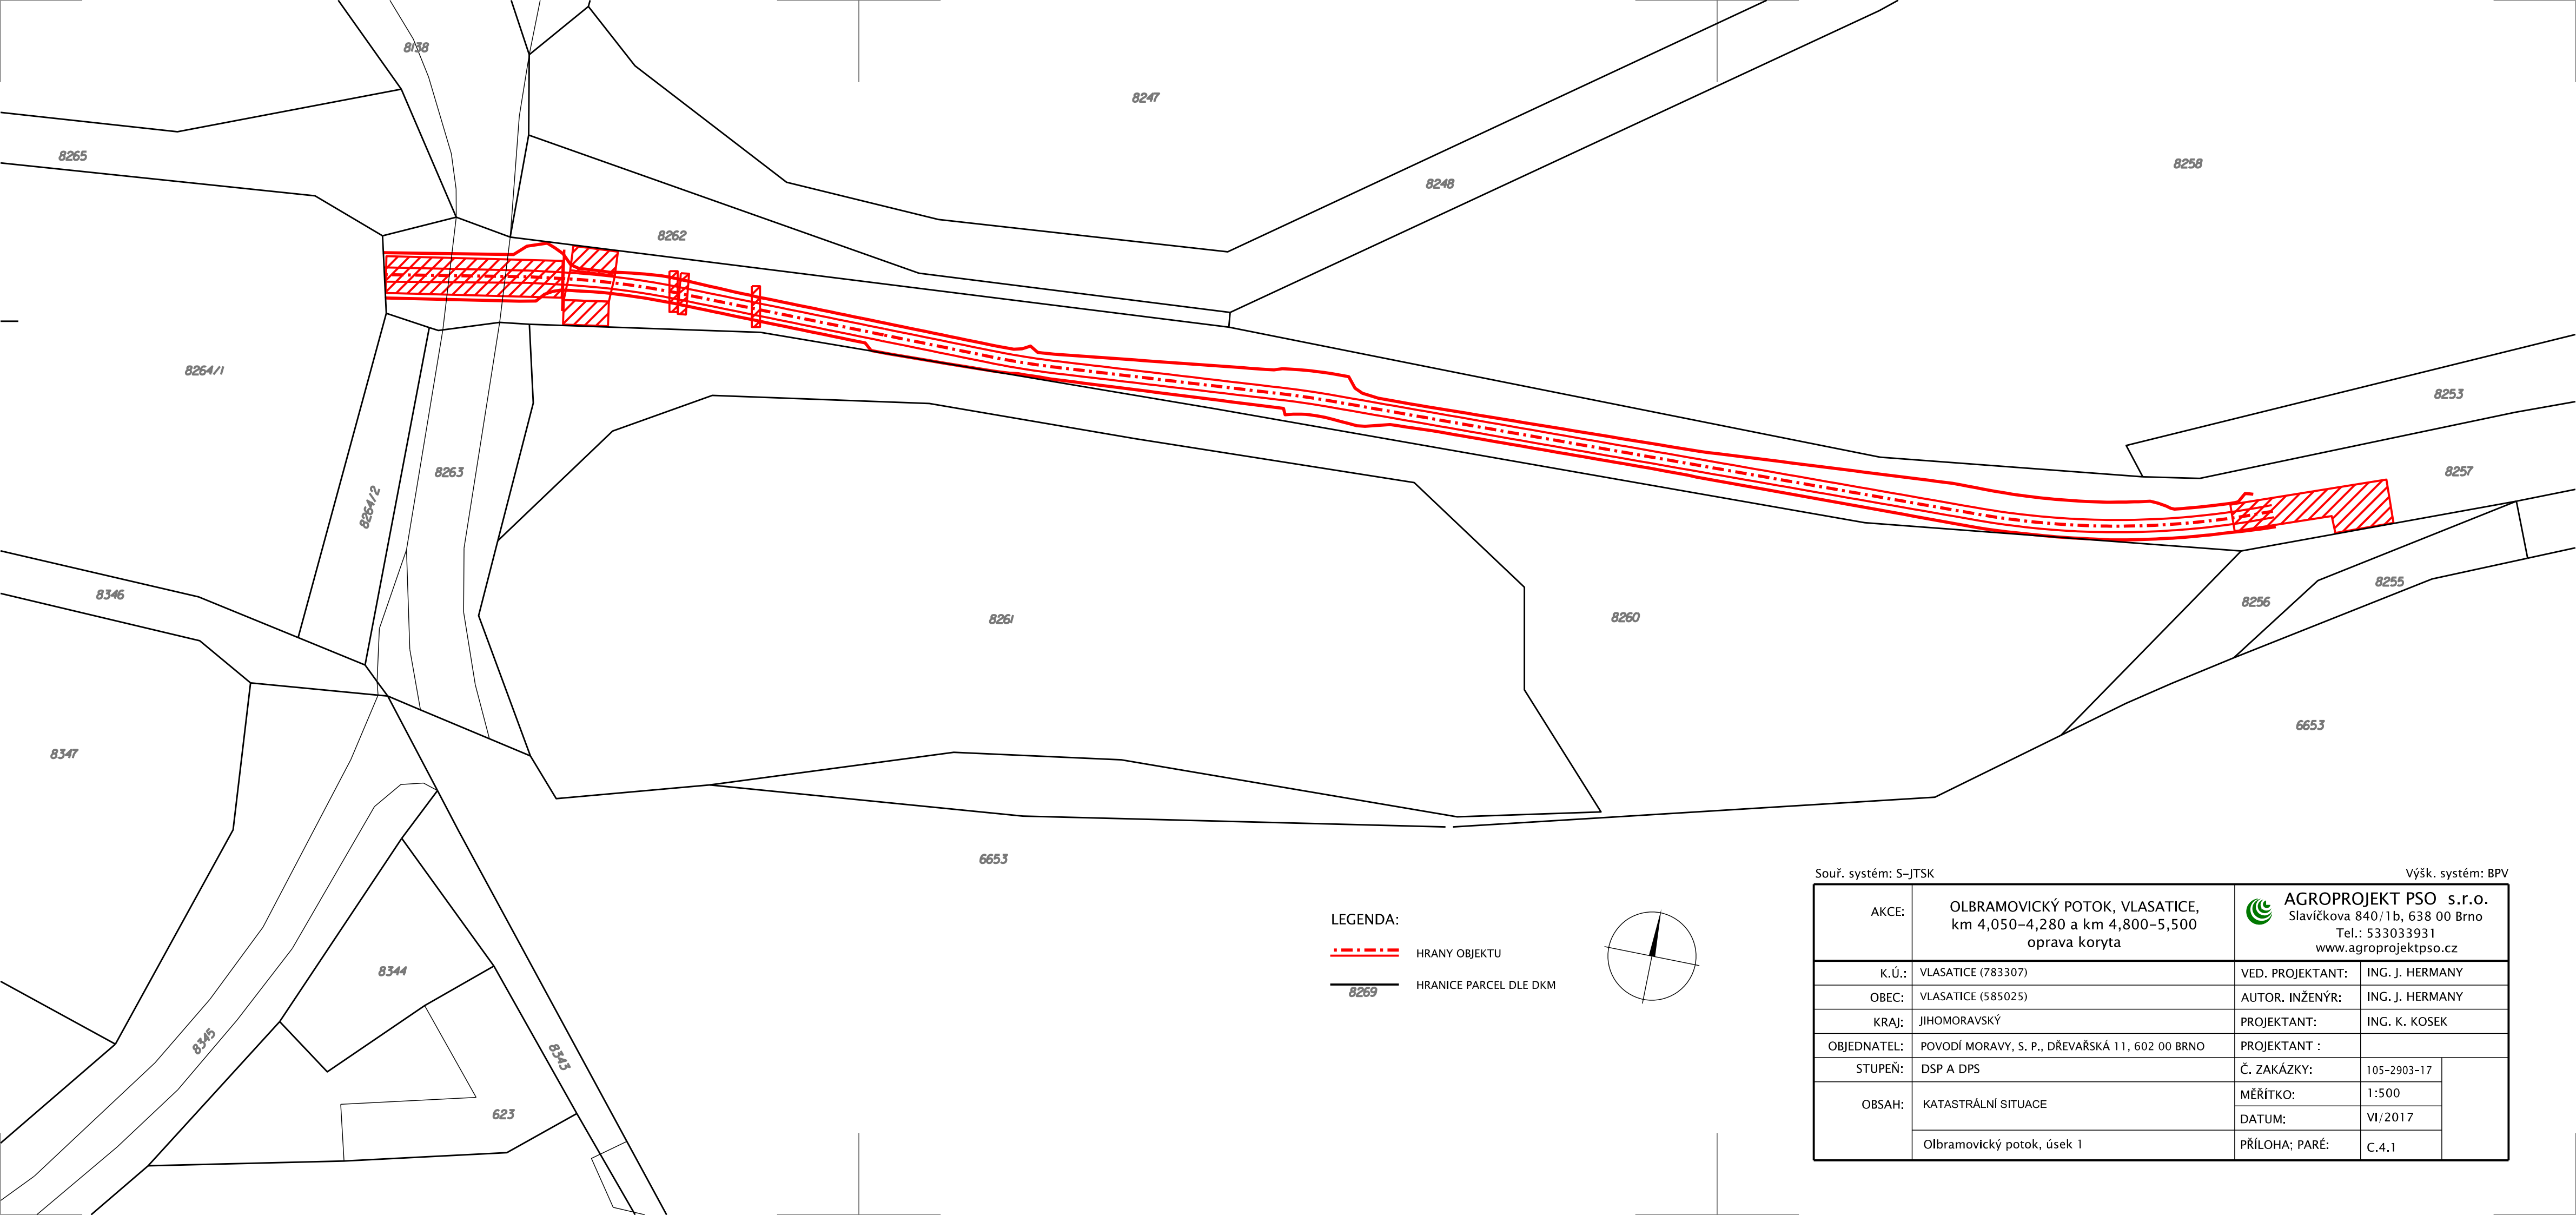 8138
8247
8265
8258
8248
8262
8264/1
8253
8263
8257
8264/2
8255
8346
8256
8261
8260
6653
8347
6653
Souř. systém: S-JTSK
Výšk. systém: BPV
LEGENDA:
HRANY OBJEKTU
HRANICE PARCEL DLE DKM
8269
8344
8345
8343
623
AKCE:
OLBRAMOVICKÝ POTOK, VLASATICE,
km 4,050-4,280 a km 4,800-5,500
oprava koryta
AGROPROJEKT PSO s.r.o.
Slavíčkova 840/1b, 638 00 Brno
Tel.: 533033931
www.agroprojektpso.cz
K.Ú.: VLASATICE (783307)
VED. PROJEKTANT: ING. J. HERMANY
OBEC: VLASATICE (585025)
AUTOR. INŽENÝR: ING. J. HERMANY
KRAJ: JIHOMORAVSKÝ
PROJEKTANT: ING. K. KOSEK
OBJEDNATEL: POVODÍ MORAVY, S. P., DŘEVAŘSKÁ 11, 602 00 BRNO
PROJEKTANT :
STUPEŇ: DSP A DPS
Č. ZAKÁZKY: 105-2903-17
OBSAH: KATASTRÁLNÍ SITUACE
MĚŘÍTKO: 1:500
DATUM: VI/2017
Olbramovický potok, úsek 1
PŘÍLOHA; PARÉ: C.4.1